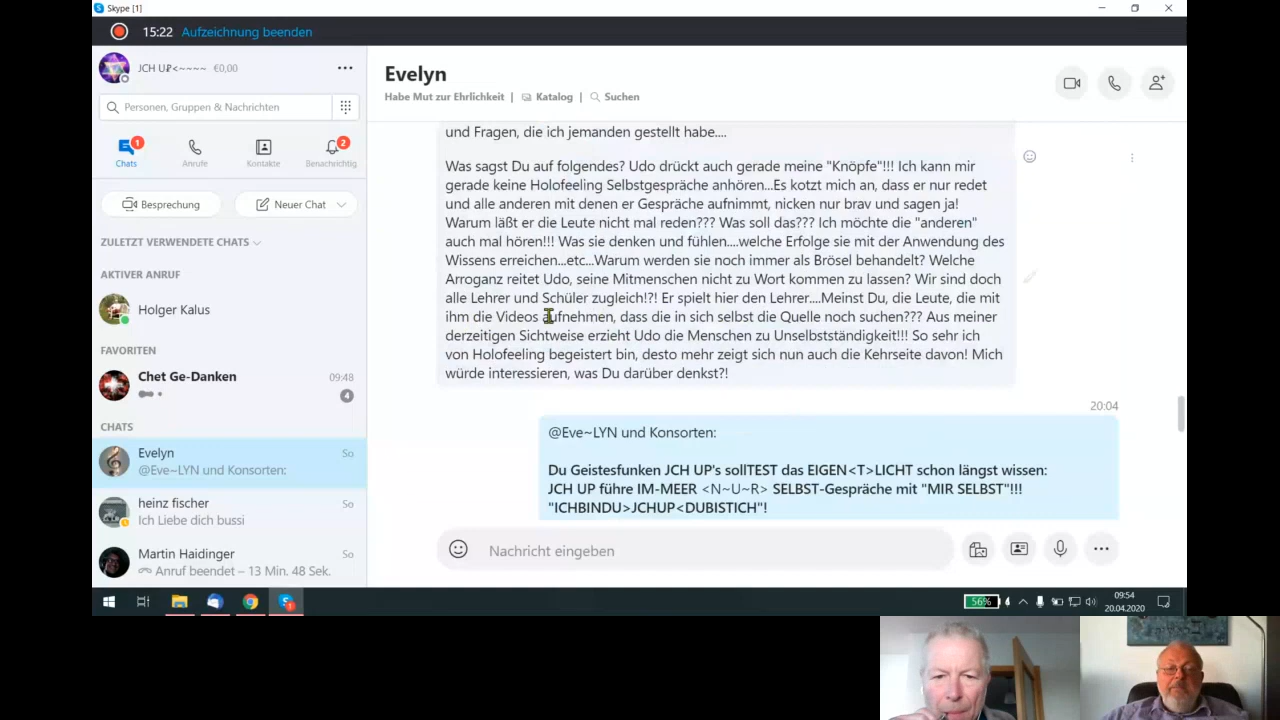 Skype [1]
15:22 Aufzeichnung beenden
JCH UP<~~~~ €0,00
Personen, Gruppen & Nachrichten
1
2
Chats Anrufe Kontakte Benachrichtig
Besprechung Neuer Chat
ZULETZT VERWENDETE CHATS
AKTIVER ANRUF
Holger Kalus
FAVORITEN
Chet Ge-Danken 09:48
4
CHATS
Evelyn So
@Eve~LYN und Konsorten:
heinz fischer So
Ich Liebe dich bussi
Martin Haidinger So
Anruf beendet – 13 Min. 48 Sek.
Evelyn
Habe Mut zur Ehrlichkeit | Katalog | Suchen
und Fragen, die ich jemanden gestellt habe....
Was sagst Du auf folgendes? Udo drückt auch gerade meine "Knöpfe"!!! Ich kann mir
gerade keine Holofeeling Selbstgespräche anhören...Es kotzt mich an, dass er nur redet
und alle anderen mit denen er Gespräche aufnimmt, nicken nur brav und sagen ja!
Warum läßt er die Leute nicht mal reden??? Was soll das??? Ich möchte die "anderen"
auch mal hören!!! Was sie denken und fühlen....welche Erfolge sie mit der Anwendung des
Wissens erreichen...etc...Warum werden sie noch immer als Brösel behandelt? Welche
Arroganz reitet Udo, seine Mitmenschen nicht zu Wort kommen zu lassen? Wir sind doch
alle Lehrer und Schüler zugleich!?! Er spielt hier den Lehrer....Meinst Du, die Leute, die mit
ihm die Videos aufnehmen, dass die in sich selbst die Quelle noch suchen??? Aus meiner
derzeitigen Sichtweise erzieht Udo die Menschen zu Unselbstständigkeit!!! So sehr ich
von Holofeeling begeistert bin, desto mehr zeigt sich nun auch die Kehrseite davon! Mich
würde interessieren, was Du darüber denkst?!
20:04
@Eve~LYN und Konsorten:
Du Geistesfunken JCH UP's sollTEST das EIGEN<T>LICHT schon längst wissen:
JCH UP führe IM-MEER <N~U~R> SELBST-Gespräche mit "MIR SELBST"!!!
"ICHBINDU>JCHUP<DUBISTICH"!
Nachricht eingeben
56%
09:54
20.04.2020